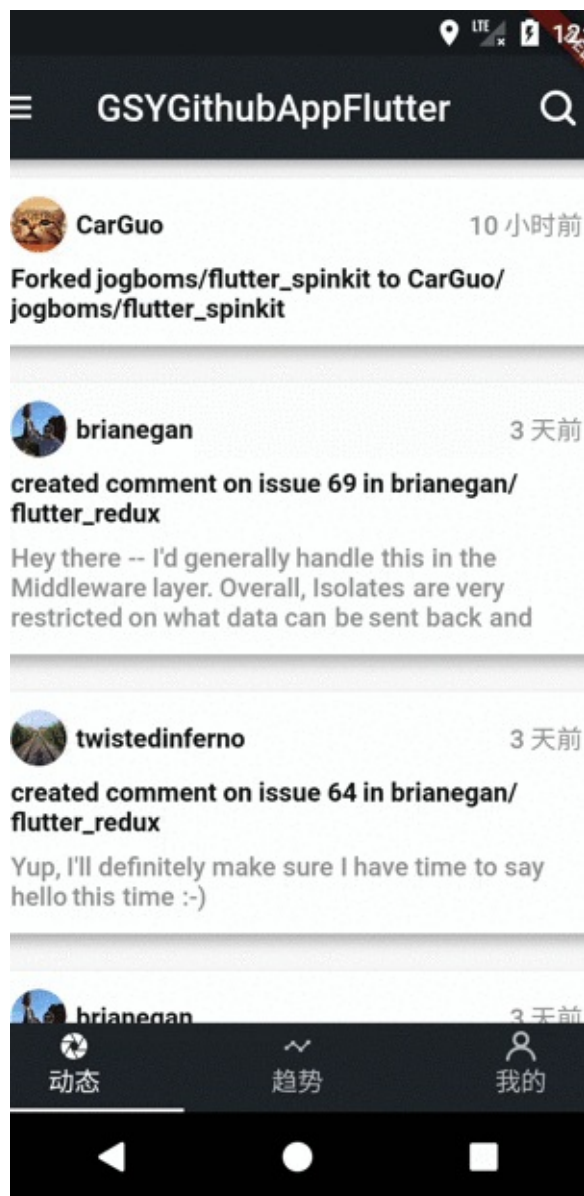 LTE
GSYGithubAppFlutter
CarGuo
10 小时前
Forked jogboms/flutter_spinkit to CarGuo/
jogboms/flutter_spinkit
brianegan
3 天前
created comment on issue 69 in brianegan/
flutter_redux
Hey there -- I'd generally handle this in the
Middleware layer. Overall, Isolates are very
restricted on what data can be sent back and
twistedinferno
3 天前
created comment on issue 64 in brianegan/
flutter_redux
Yup, I'll definitely make sure I have time to say
hello this time :-)
brianegan
3 天前
动态
趋势
我的